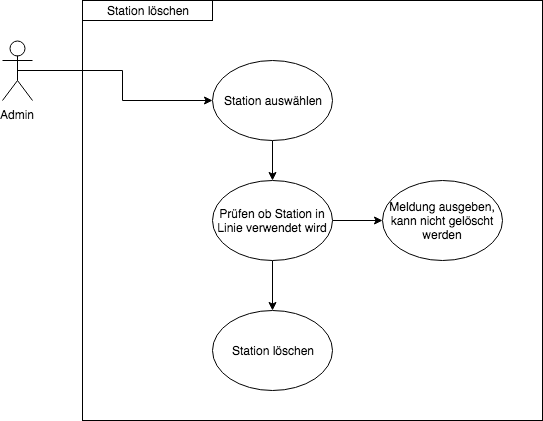 Station löschen
Admin
Station auswählen
Prüfen ob Station in
Linie verwendet wird
Meldung ausgeben,
kann nicht gelöscht
werden
Station löschen